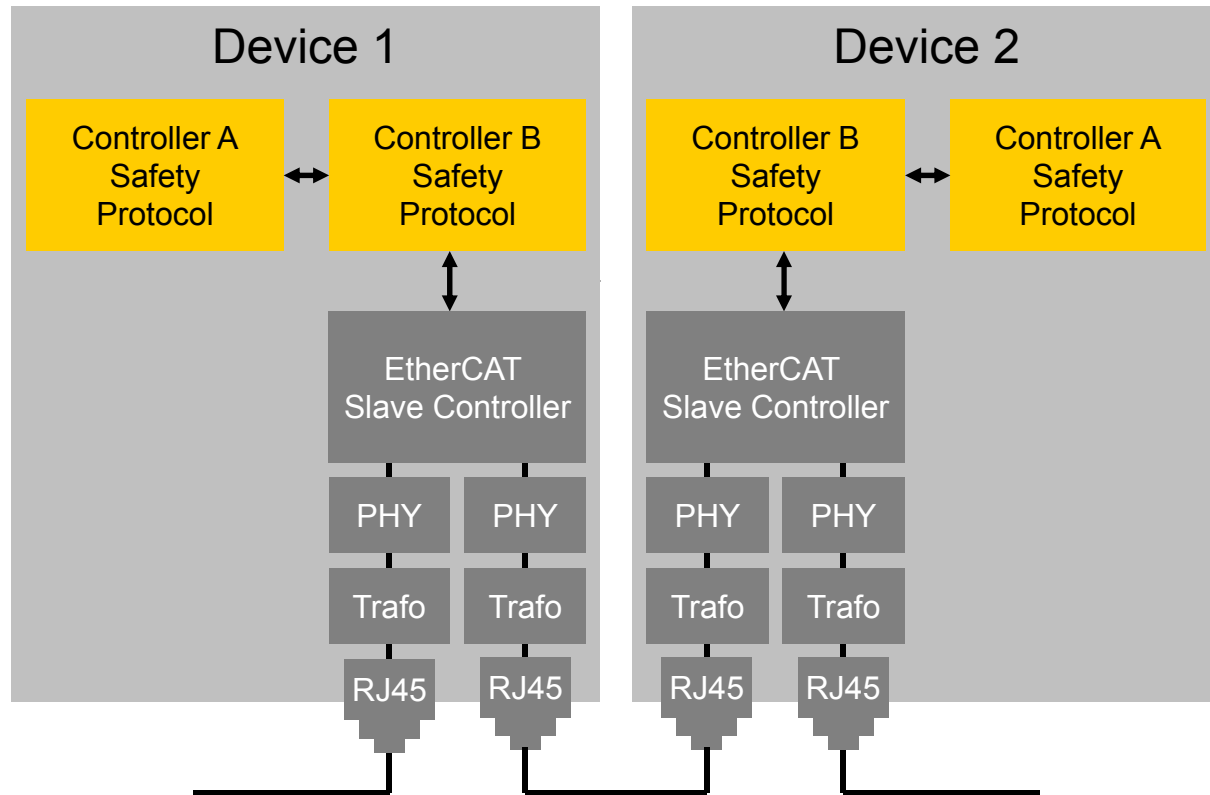 Device 1
Controller A
Safety
Protocol
Controller B
Safety
Protocol
EtherCAT
Slave Controller
PHY
PHY
Trafo
Trafo
RJ45
RJ45
Device 2
Controller B
Safety
Protocol
Controller A
Safety
Protocol
EtherCAT
Slave Controller
PHY
PHY
Trafo
Trafo
RJ45
RJ45